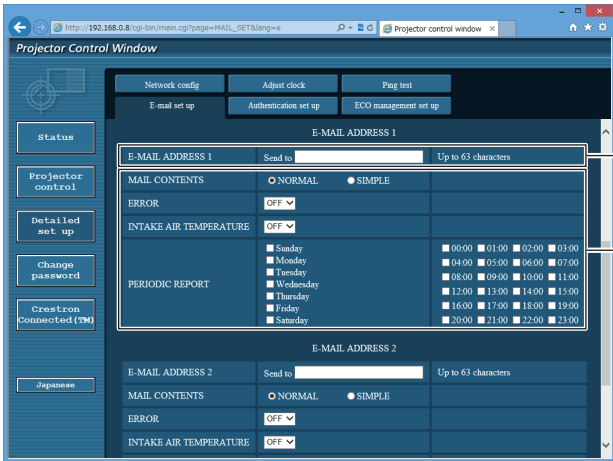 http://192.168.0.8/cgi-bin/main.cgi?page=MAIL_SET&lang=e
Projector control window
Projector Control Window
Network config Adjust clock Ping test
E-mail set up Authentication set up ECO management set up
Status
Projector control
Detailed set up
Change password
Crestron Connected(TM)
Japanese
E-MAIL ADDRESS 1
E-MAIL ADDRESS 1 Send to Up to 63 characters
MAIL CONTENTS NORMAL SIMPLE
ERROR OFF
INTAKE AIR TEMPERATURE OFF
PERIODIC REPORT
Sunday
Monday
Tuesday
Wednesday
Thursday
Friday
Saturday
00:00 01:00 02:00 03:00
04:00 05:00 06:00 07:00
08:00 09:00 10:00 11:00
12:00 13:00 14:00 15:00
16:00 17:00 18:00 19:00
20:00 21:00 22:00 23:00
E-MAIL ADDRESS 2
E-MAIL ADDRESS 2 Send to Up to 63 characters
MAIL CONTENTS NORMAL SIMPLE
ERROR OFF
INTAKE AIR TEMPERATURE OFF